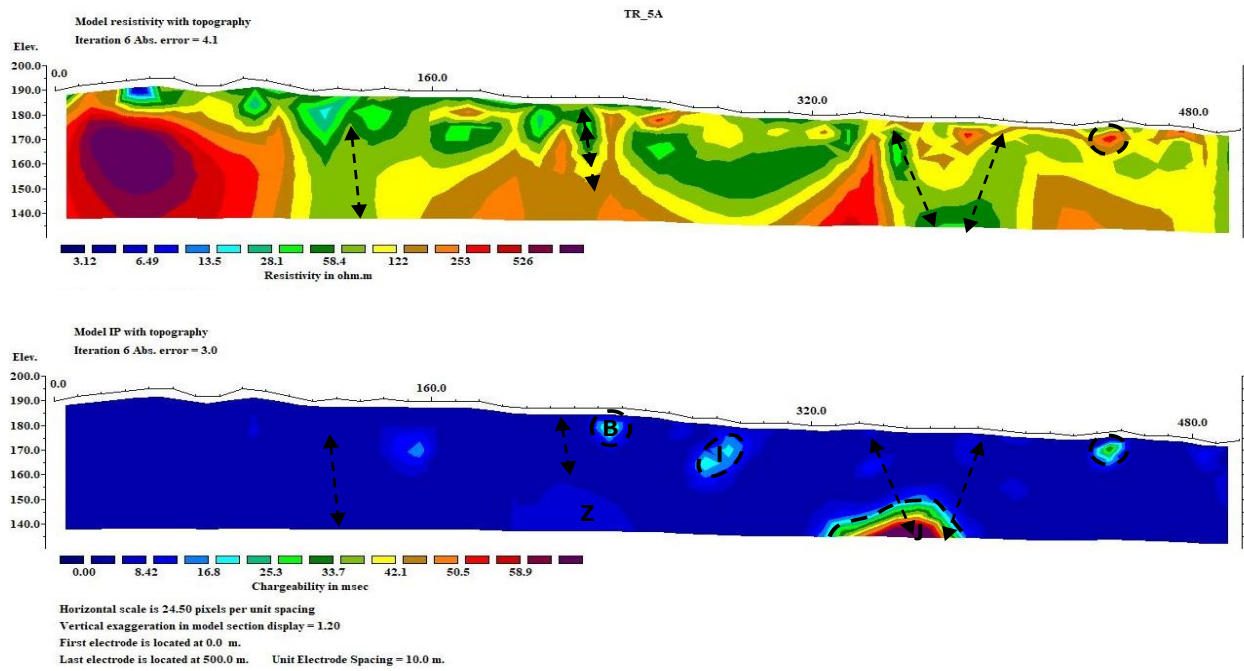 TR_5A
Model resistivity with topography
Iteration 6 Abs. error = 4.1
Elev.
200.0
0.0
160.0
320.0
480.0
190.0
180.0
170.0
160.0
150.0
140.0
3.12 6.49 13.5 28.1 58.4 122 253 526
Resistivity in ohm.m
Model IP with topography
Iteration 6 Abs. error = 3.0
Elev.
200.0
0.0
160.0
320.0
480.0
190.0
180.0
170.0
160.0
150.0
140.0
B
I
Z
J
0.00 8.42 16.8 25.3 33.7 42.1 50.5 58.9
Chargeability in msec
Horizontal scale is 24.50 pixels per unit spacing
Vertical exaggeration in model section display = 1.20
First electrode is located at 0.0 m.
Last electrode is located at 500.0 m. Unit Electrode Spacing = 10.0 m.